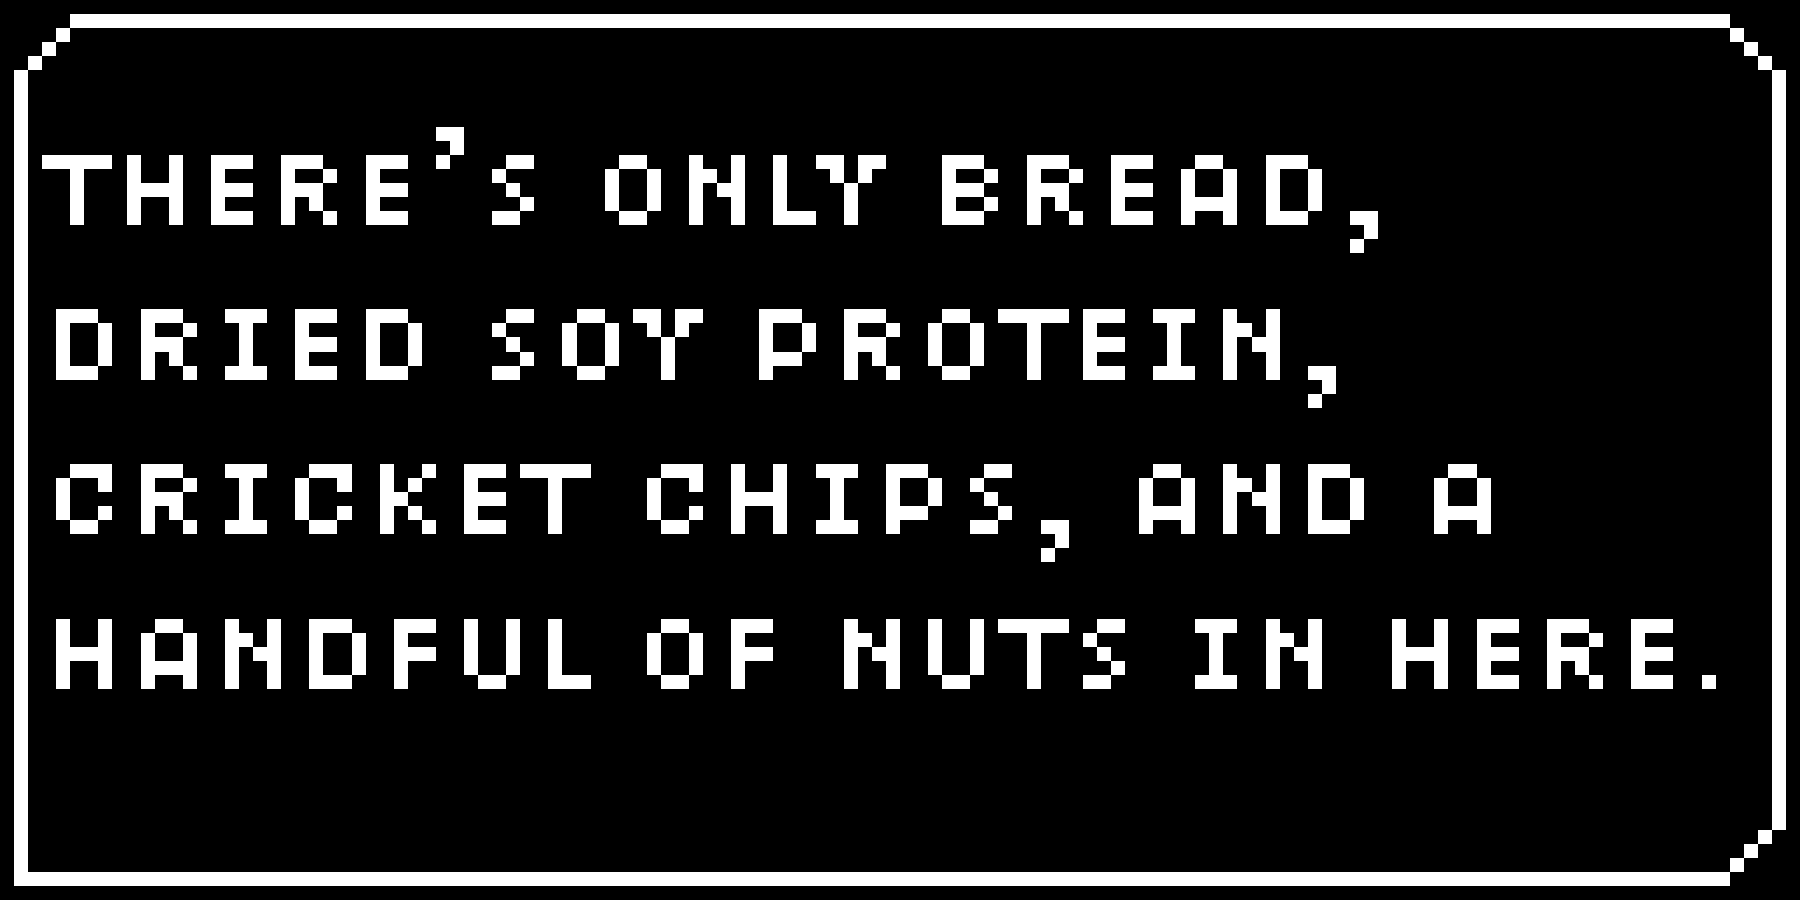 THERE'S ONLY BREAD,
DRIED SOY PROTEIN,
CRICKET CHIPS, AND A
HANDFUL OF NUTS IN HERE.